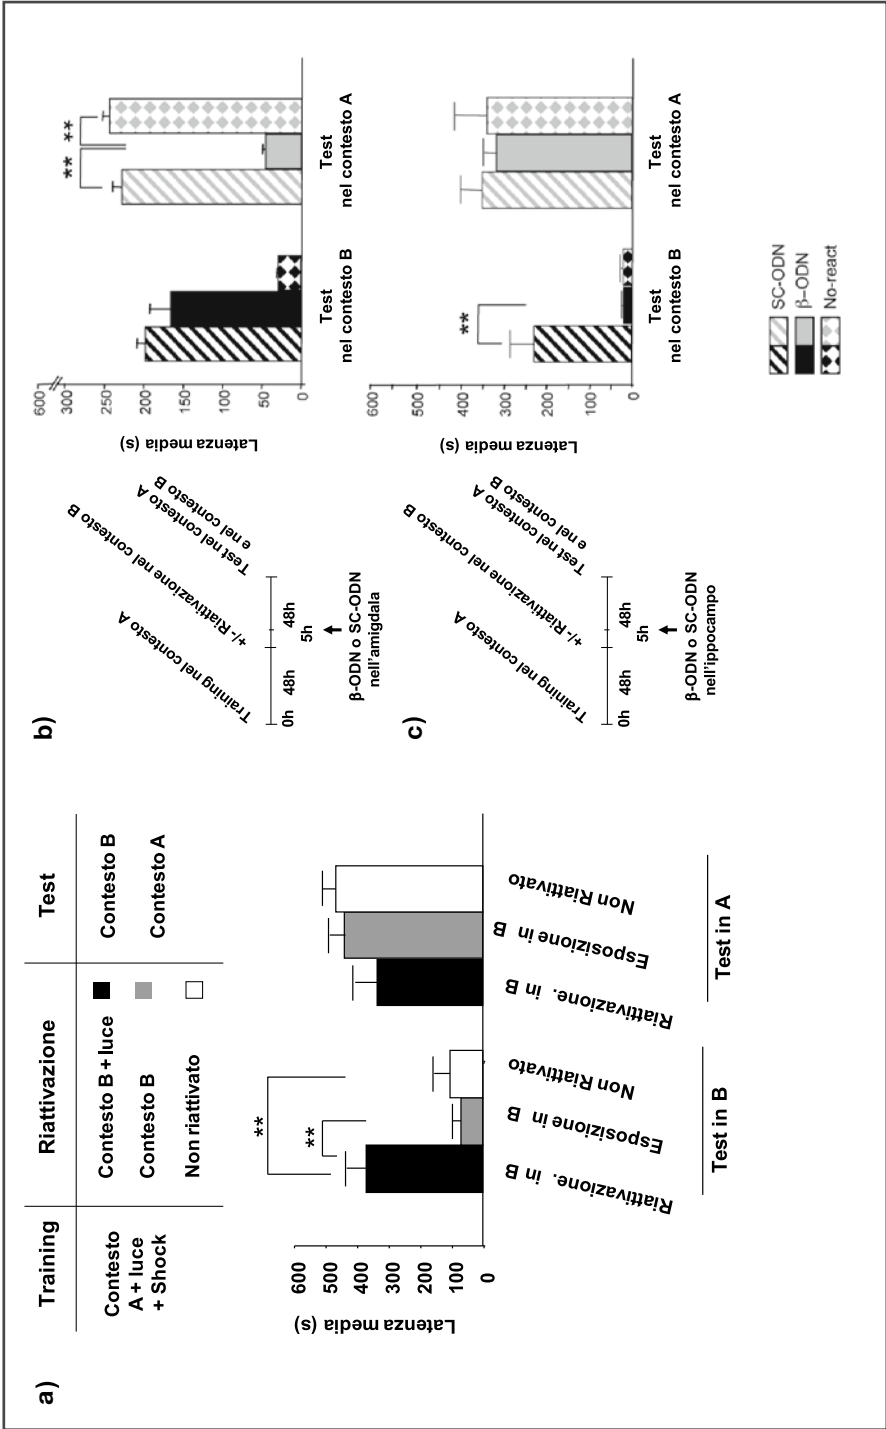 a)
Training
Riattivazione
Test
Contesto
A + luce
+ Shock
Contesto B + luce
Contesto B
Non riattivato
Contesto B
Contesto A
Latenza media (s)
600
500
400
300
200
100
0
**
**
Riattivazione. in B
Esposizione in B
Non Riattivato
Riattivazione. in B
Esposizione in B
Non Riattivato
Test in B
Test in A
b)
Training nel contesto A
+/- Riattivazione nel contesto B
Test nel contesto A
e nel contesto B
0h
48h
48h
5h
β-ODN o SC-ODN
nell'amigdala
Latenza media (s)
600
300
250
200
150
100
50
0
**
**
Test
nel contesto B
Test
nel contesto A
c)
Training nel contesto A
+/- Riattivazione nel contesto B
Test nel contesto A
e nel contesto B
0h
48h
48h
5h
β-ODN o SC-ODN
nell'ippocampo
Latenza media (s)
600
500
400
300
200
100
0
**
Test
nel contesto B
Test
nel contesto A
SC-ODN
β-ODN
No-react